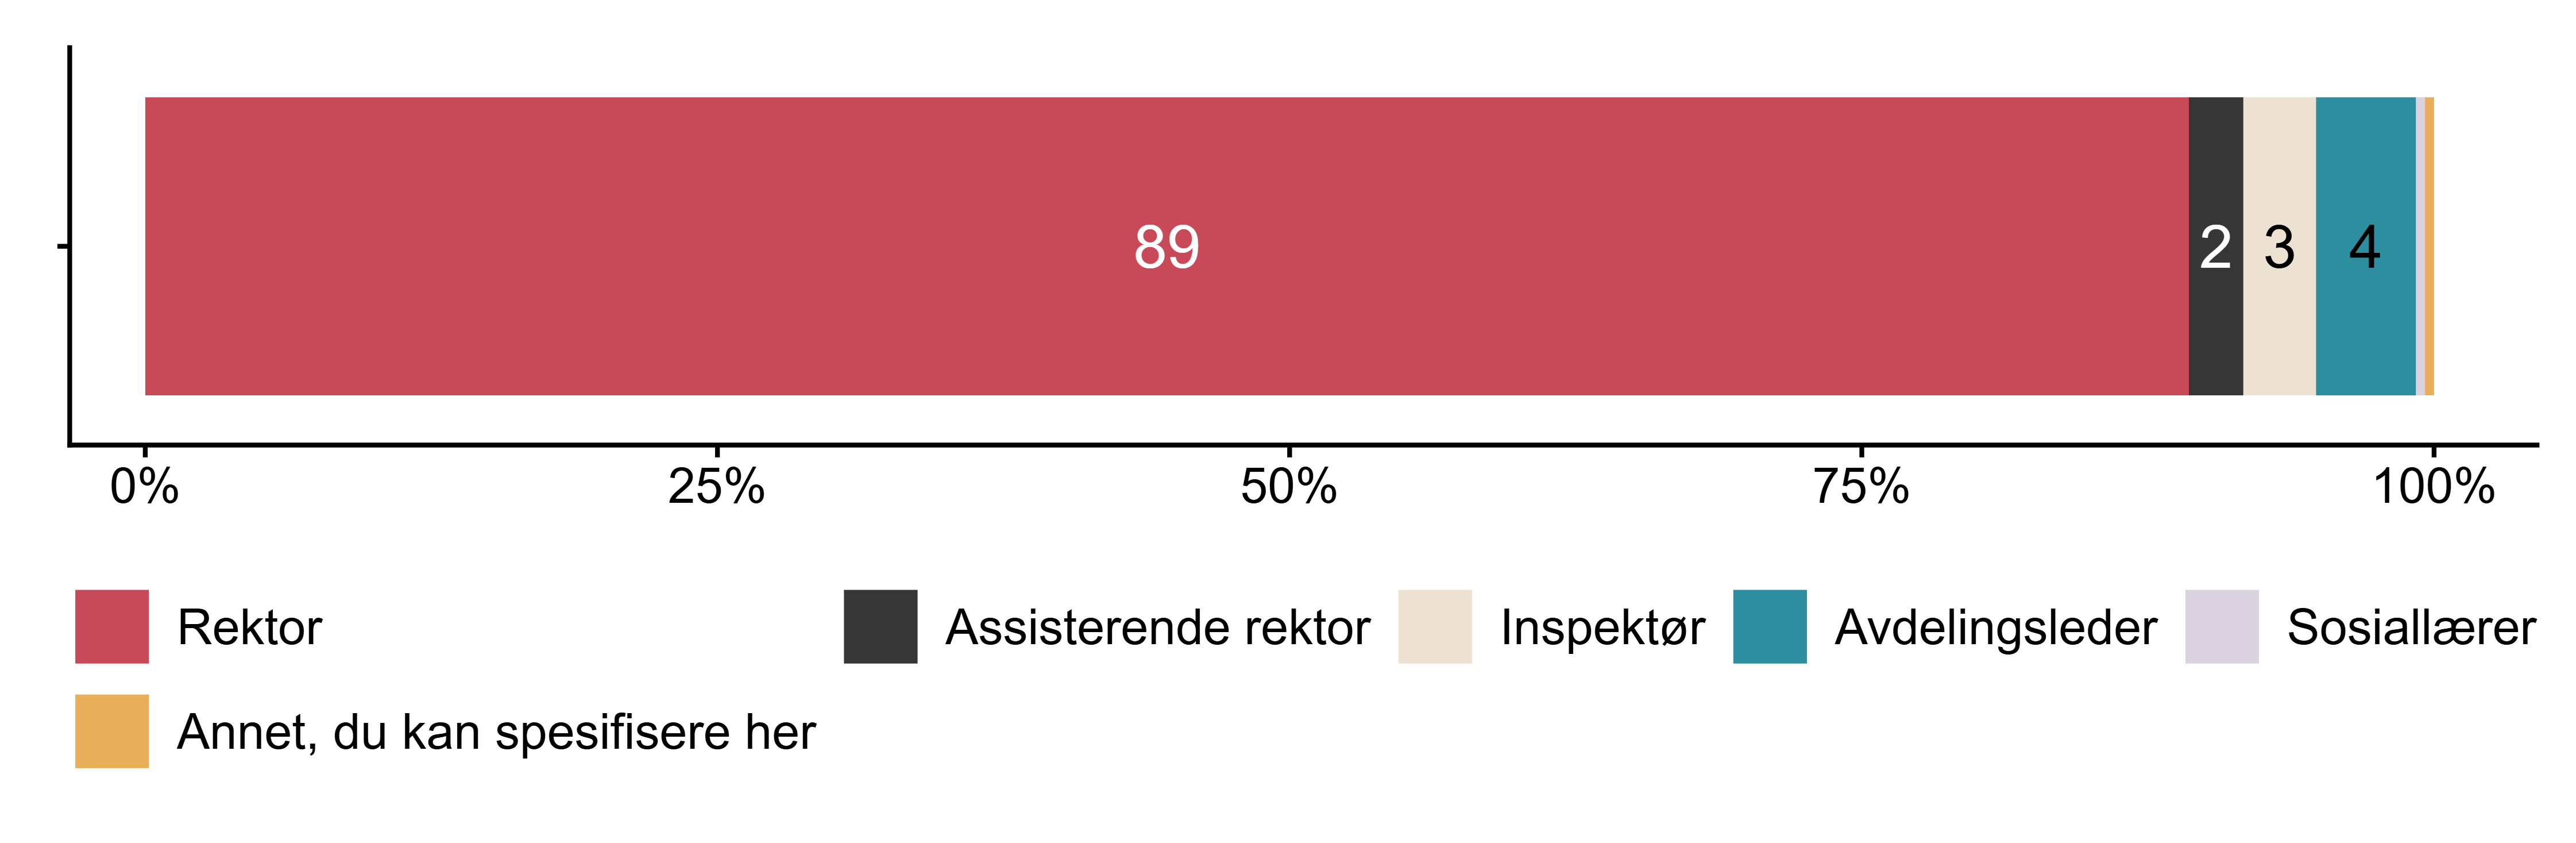 89 2 3 4
0% 25% 50% 75% 100%
Rektor Assisterende rektor Inspektør Avdelingsleder Sosiallærer
Annet, du kan spesifisere her